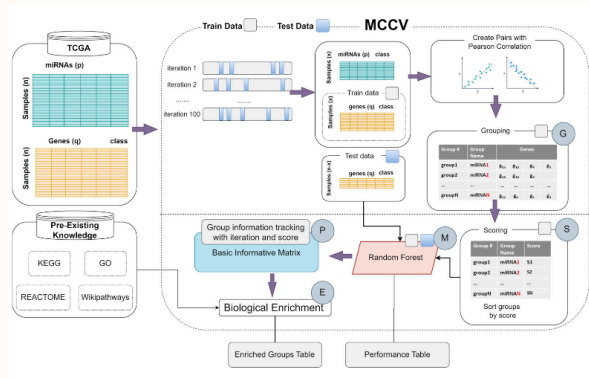 Train Data
Test Data
MCCV
TCGA
miRNAs (p)
Samples (n)
Genes (q) class
Samples (n)
iteration 1
iteration 2
.......
.......
iteration 100
miRNAs (p) class
Samples (x)
Train data
genes (q) class
Samples (x)
Test data
genes (q) class
Samples (n-x)
Create Pairs with
Pearson Correlation
Grouping
G
Group # Group Name Genes
group1 miRNA1
group2 miRNA2
... ... ... ... ... ...
groupN miRNAN
Scoring
S
Group # Group Name Score
group1 miRNA1 S1
group2 miRNA2 S2
... ... ...
groupN miRNAN SN
Sort groups
by score
Pre-Existing
Knowledge
KEGG
GO
REACTOME
Wikipathways
Group information tracking
with iteration and score
P
Basic Informative Matrix
M
Random Forest
E
Biological Enrichment
Enriched Groups Table
Performance Table